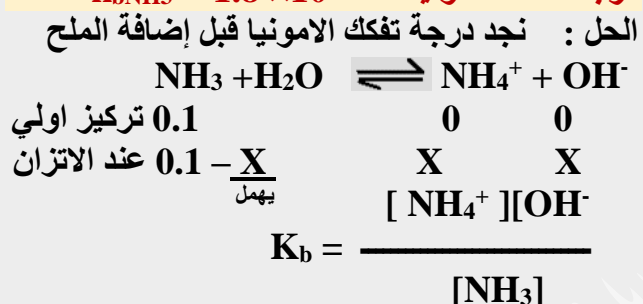 الحل : نجد درجة تفكك الامونيا قبل إضافة الملح
NH₃ +H₂O ⇌ NH₄⁺ + OH⁻
0.1 0 0 تركيز اولي
0.1 – X X X عند الاتزان
يهمل
[ NH₄⁺ ][OH⁻
K_b =
[NH₃]